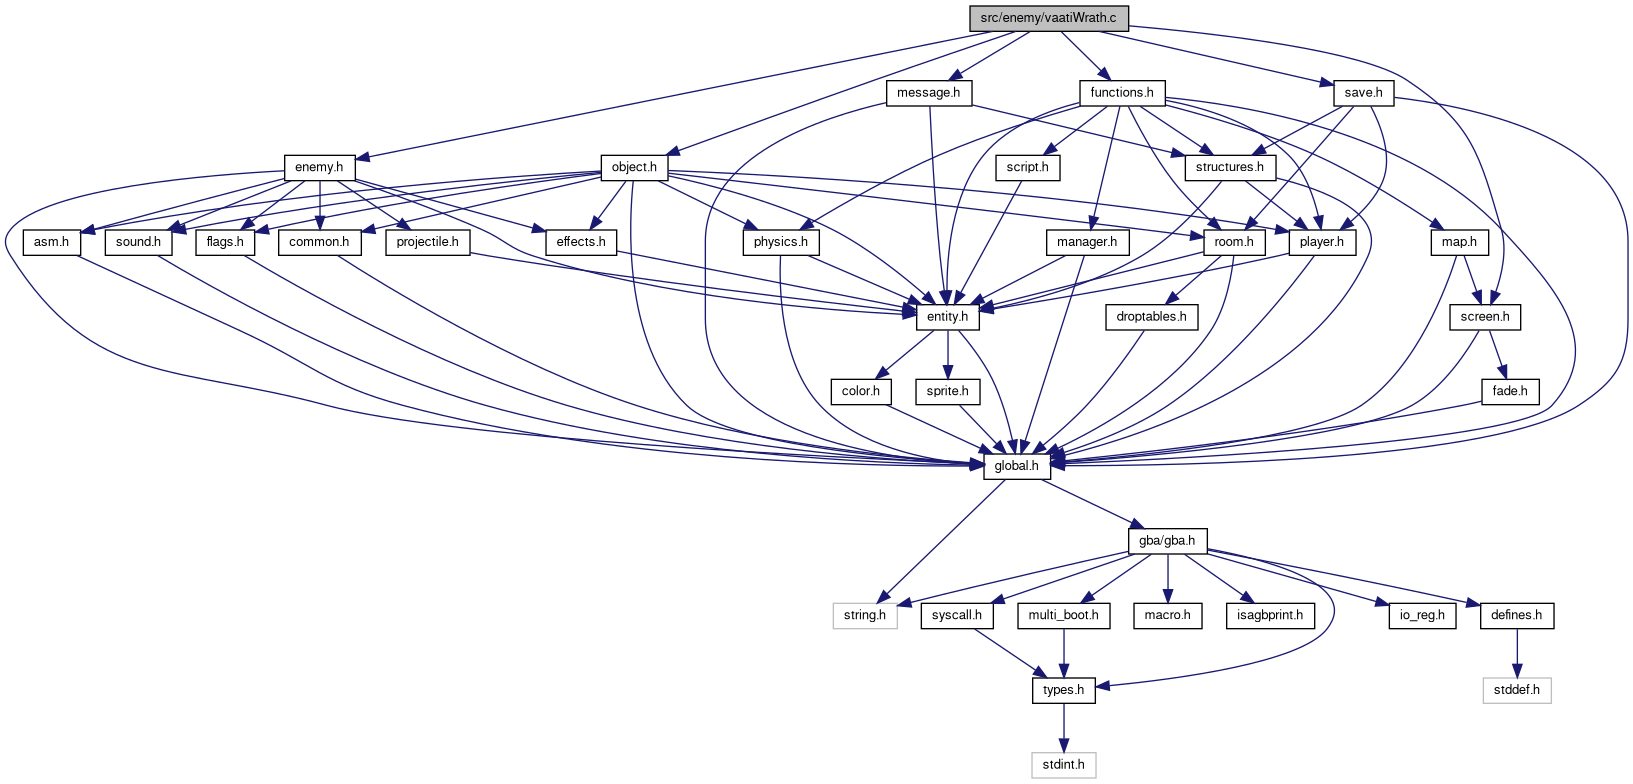 src/enemy/vaatiWrath.c
message.h
functions.h
save.h
enemy.h
object.h
script.h
structures.h
asm.h
sound.h
flags.h
common.h
projectile.h
effects.h
physics.h
manager.h
room.h
player.h
map.h
entity.h
droptables.h
screen.h
color.h
sprite.h
fade.h
global.h
gba/gba.h
string.h
syscall.h
multi_boot.h
macro.h
isagbprint.h
io_reg.h
defines.h
types.h
stddef.h
stdint.h